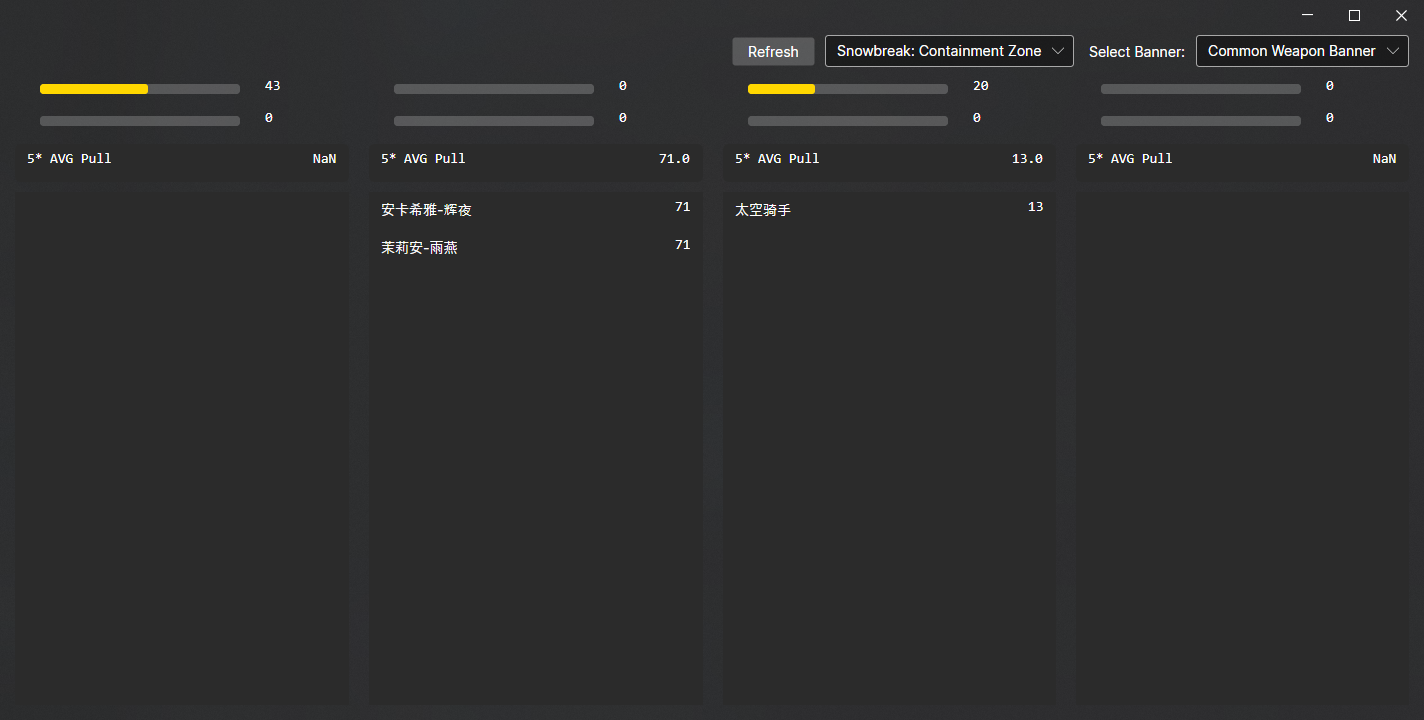 Refresh Snowbreak: Containment Zone Select Banner: Common Weapon Banner
43 0 20 0
0 0 0 0
5* AVG Pull NaN 5* AVG Pull 71.0 5* AVG Pull 13.0 5* AVG Pull NaN
安卡希雅-辉夜 71 太空骑手 13
茉莉安-雨燕 71